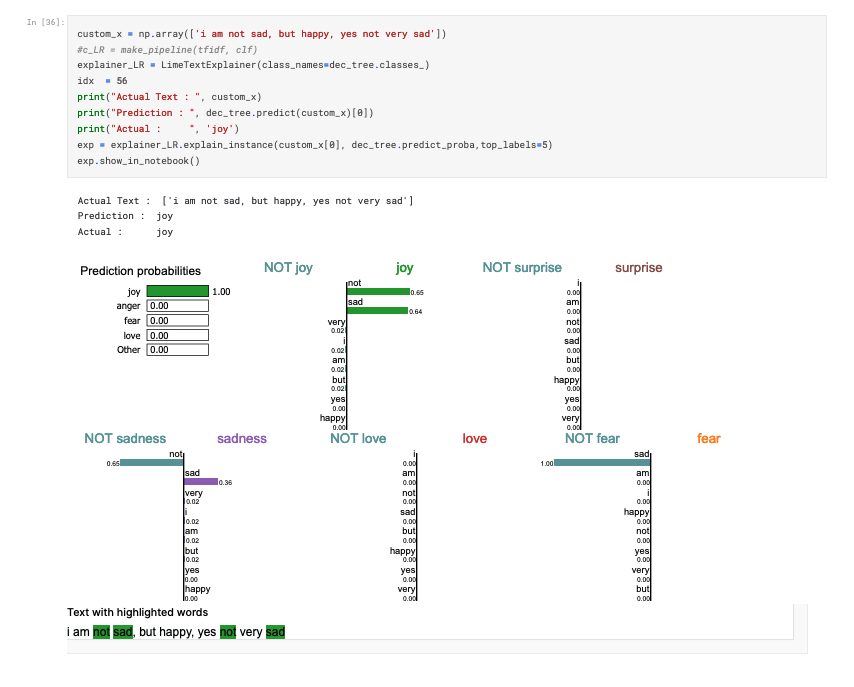 In [36]:
custom_x = np.array(['i am not sad, but happy, yes not very sad'])
#c_LR = make_pipeline(tfidf, clf)
explainer_LR = LimeTextExplainer(class_names=dec_tree.classes_)
idx  = 56
print("Actual Text : ", custom_x)
print("Prediction : ", dec_tree.predict(custom_x)[0])
print("Actual :     ", 'joy')
exp = explainer_LR.explain_instance(custom_x[0], dec_tree.predict_proba,top_labels=5)
exp.show_in_notebook()
Actual Text :  ['i am not sad, but happy, yes not very sad']
Prediction :  joy
Actual :      joy
Prediction probabilities
joy 1.00
anger 0.00
fear 0.00
love 0.00
Other 0.00
NOT joy joy
not
0.65
sad
0.64
very
0.02
i
0.02
am
0.02
but
0.02
yes
0.00
happy
0.00
NOT surprise surprise
i
0.00
am
0.00
not
0.00
sad
0.00
but
0.00
happy
0.00
yes
0.00
very
0.00
NOT sadness sadness
not
0.65
sad
0.36
very
0.02
i
0.02
am
0.02
but
0.02
yes
0.00
happy
0.00
NOT love love
i
0.00
am
0.00
not
0.00
sad
0.00
but
0.00
happy
0.00
yes
0.00
very
0.00
NOT fear fear
sad
1.00
am
0.00
i
0.00
happy
0.00
not
0.00
yes
0.00
very
0.00
but
0.00
Text with highlighted words
i am not sad, but happy, yes not very sad